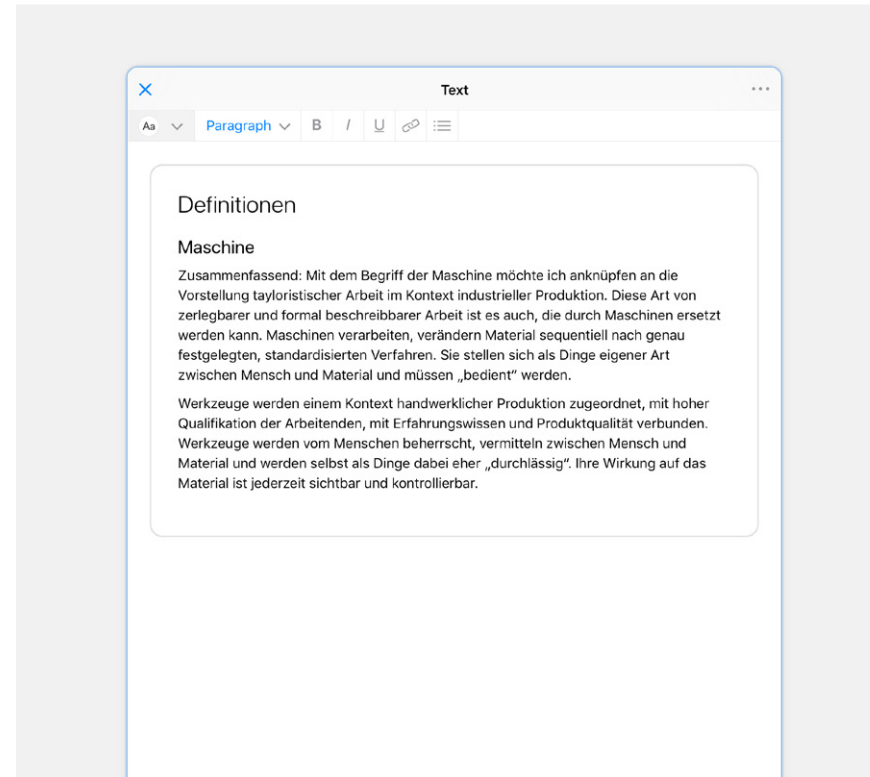 Text
Aa Paragraph B I U
Definitionen
Maschine
Zusammenfassend: Mit dem Begriff der Maschine möchte ich anknüpfen an die
Vorstellung tayloristischer Arbeit im Kontext industrieller Produktion. Diese Art von
zerlegbarer und formal beschreibbarer Arbeit ist es auch, die durch Maschinen ersetzt
werden kann. Maschinen verarbeiten, verändern Material sequentiell nach genau
festgelegten, standardisierten Verfahren. Sie stellen sich als Dinge eigener Art
zwischen Mensch und Material und müssen „bedient“ werden.
Werkzeuge werden einem Kontext handwerklicher Produktion zugeordnet, mit hoher
Qualifikation der Arbeitenden, mit Erfahrungswissen und Produktqualität verbunden.
Werkzeuge werden vom Menschen beherrscht, vermitteln zwischen Mensch und
Material und werden selbst als Dinge dabei eher „durchlässig“. Ihre Wirkung auf das
Material ist jederzeit sichtbar und kontrollierbar.